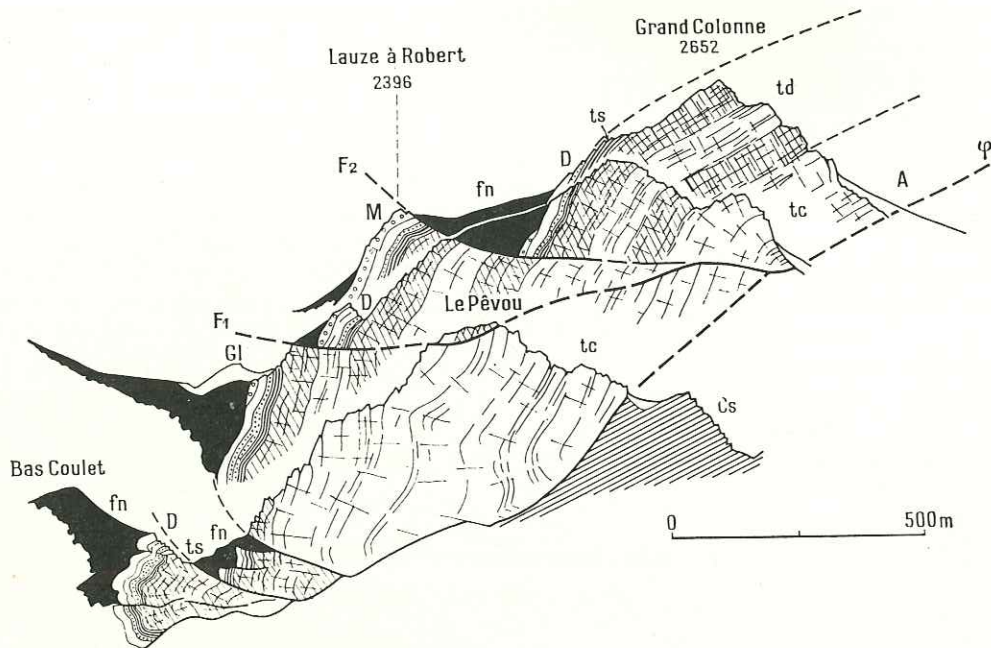 Grand Colonne
2652
Lauze à Robert
2396
td
ts
φ
F2
D
fn
A
M
tc
D
Le Pêvou
F1
tc
Gl
Cs
Bas Coulet
fn
D
fn
ts
0 500m